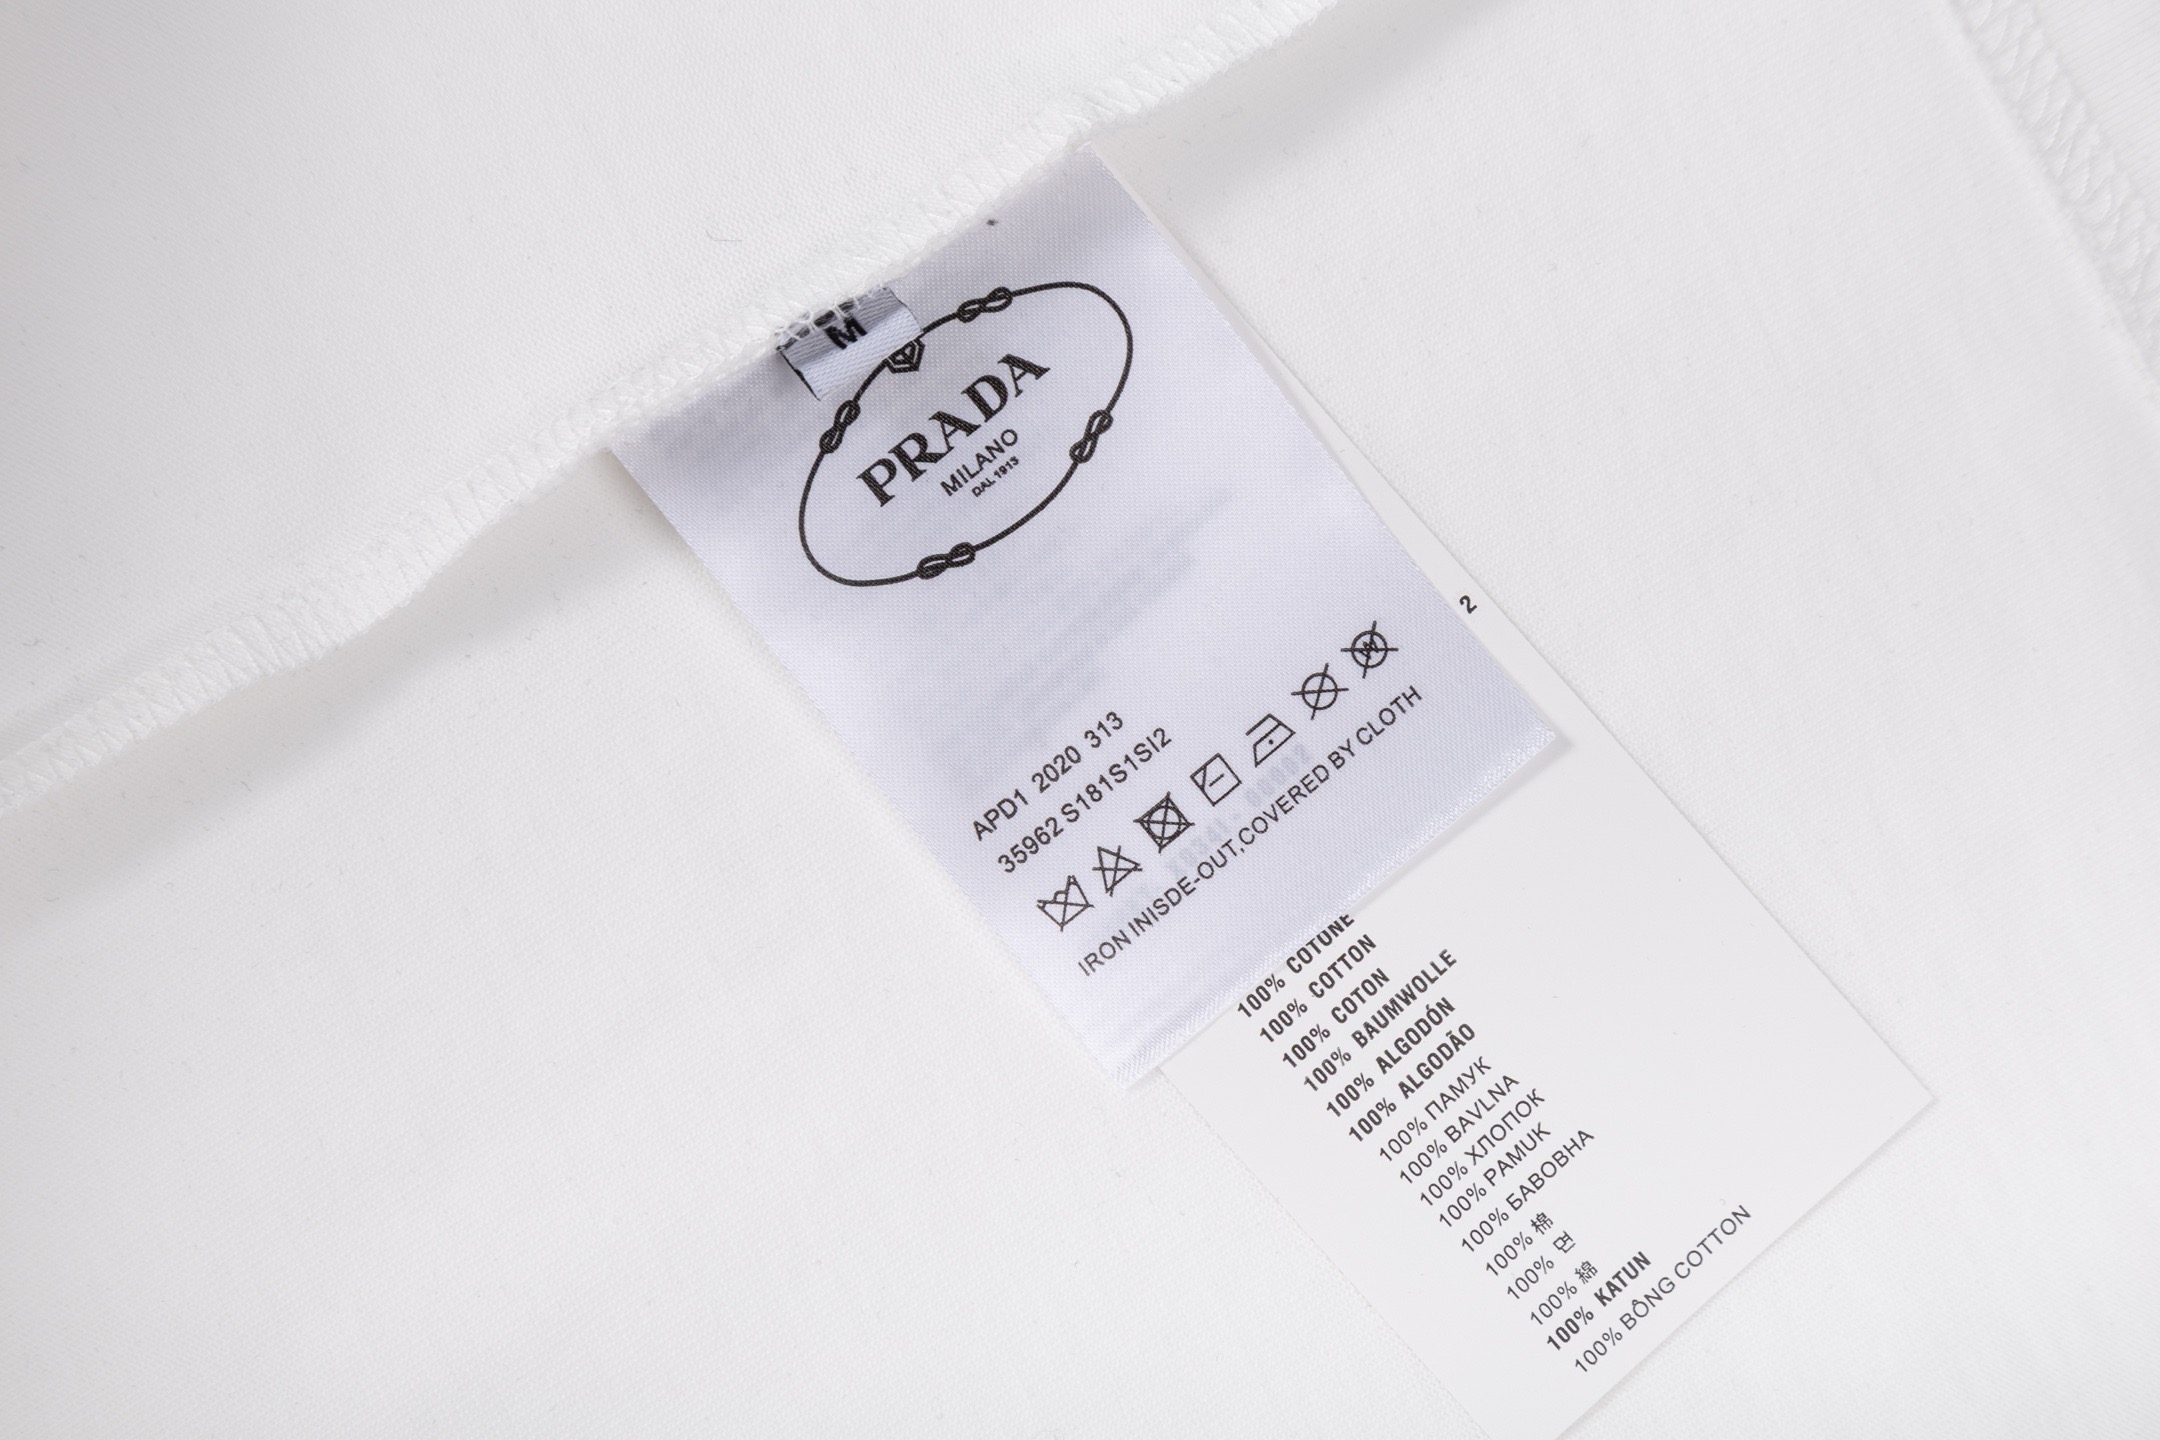 M
PRADA
MILANO
DAL 1913
2
APD1 2020 313
35962 S181S1SI2
W
IRON INISDE-OUT,COVERED BY CLOTH
100% COTONE
100% COTTON
100% COTON
100% BAUMWOLLE
100% ALGODÓN
100% ALGODÃO
100% ПАМУК
100% BAVLNA
100% ХЛОПОК
100% PAMUK
100% БАВОВНА
100% 棉
100% 면
100% 綿
100% KATUN
100% BÔNG COTTON